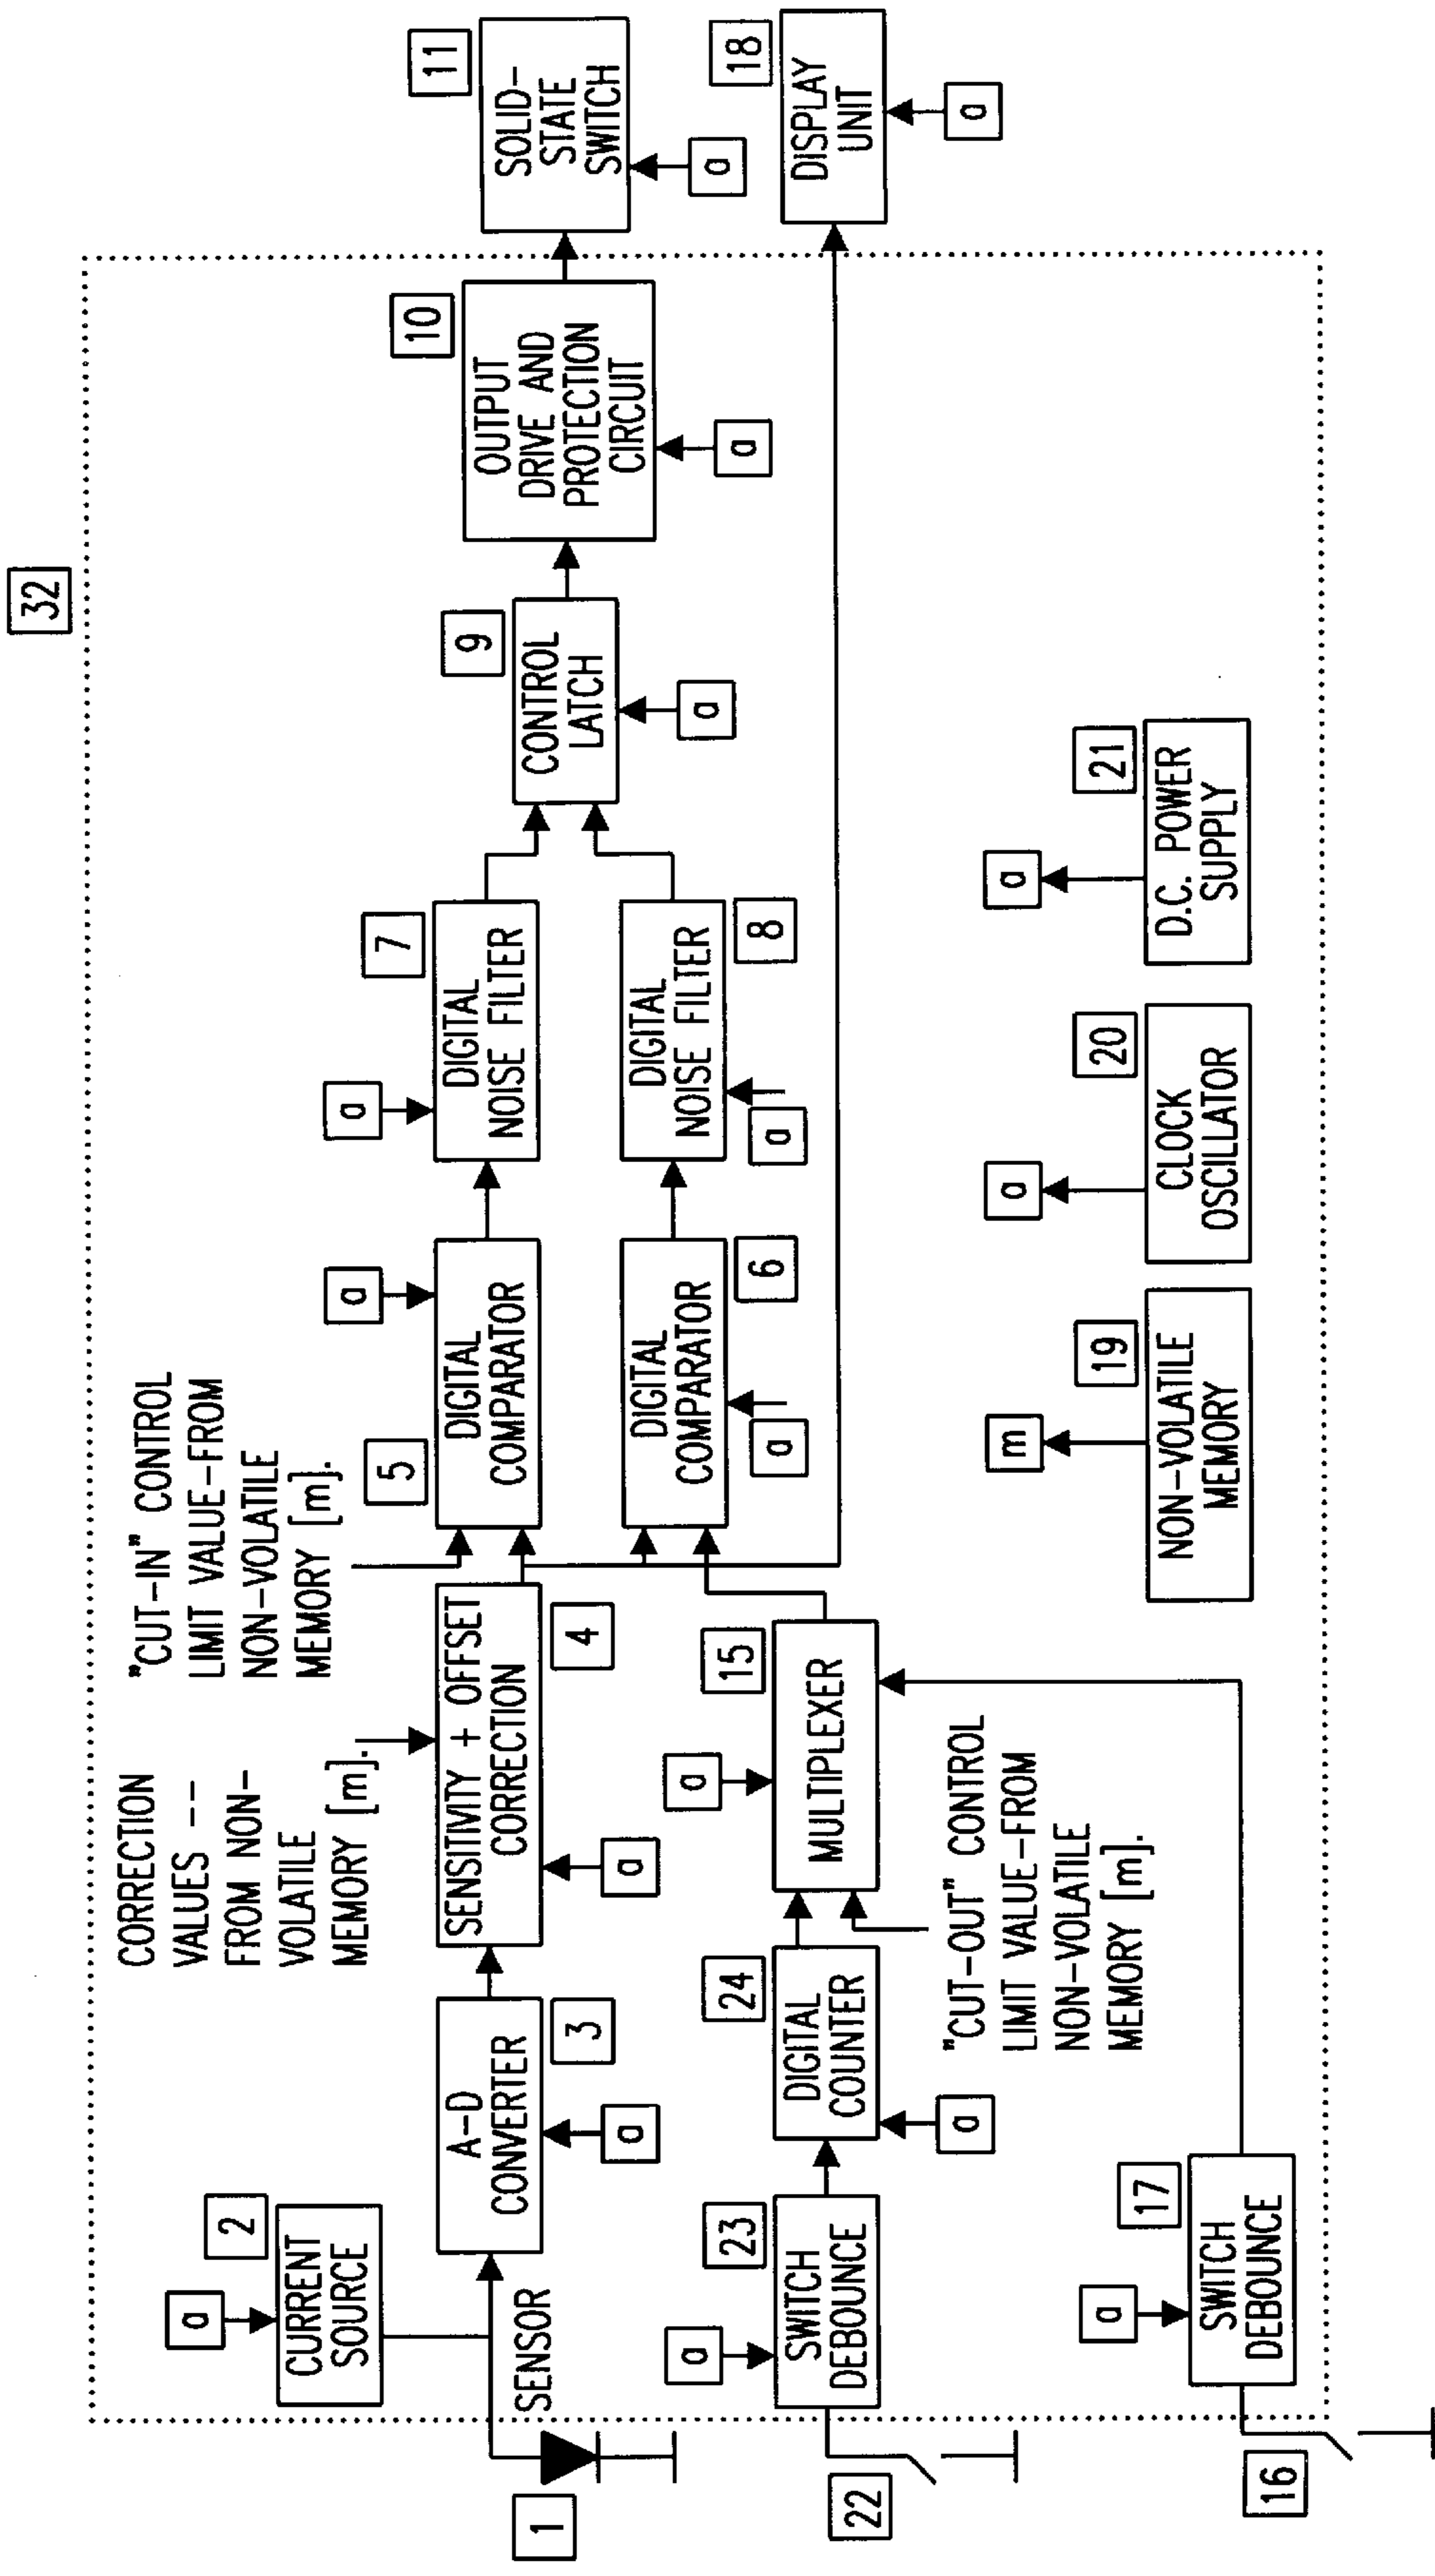 32
CORRECTION
VALUES --
FROM NON-
VOLATILE
MEMORY [m].
"CUT-IN" CONTROL
LIMIT VALUE-FROM
NON-VOLATILE
MEMORY [m].
a
2
CURRENT
SOURCE
1
SENSOR
A-D
CONVERTER
3
a
SENSITIVITY + OFFSET
CORRECTION
4
a
5
DIGITAL
COMPARATOR
a
7
DIGITAL
NOISE FILTER
a
DIGITAL
COMPARATOR
6
a
DIGITAL
NOISE FILTER
8
a
9
CONTROL
LATCH
a
10
OUTPUT
DRIVE AND
PROTECTION
CIRCUIT
a
11
SOLID-
STATE
SWITCH
a
18
DISPLAY
UNIT
a
22
a
23
SWITCH
DEBOUNCE
24
DIGITAL
COUNTER
a
a
15
MULTIPLEXER
"CUT-OUT" CONTROL
LIMIT VALUE-FROM
NON-VOLATILE
MEMORY [m].
16
a
17
SWITCH
DEBOUNCE
m
19
NON-VOLATILE
MEMORY
a
20
CLOCK
OSCILLATOR
a
21
D.C. POWER
SUPPLY